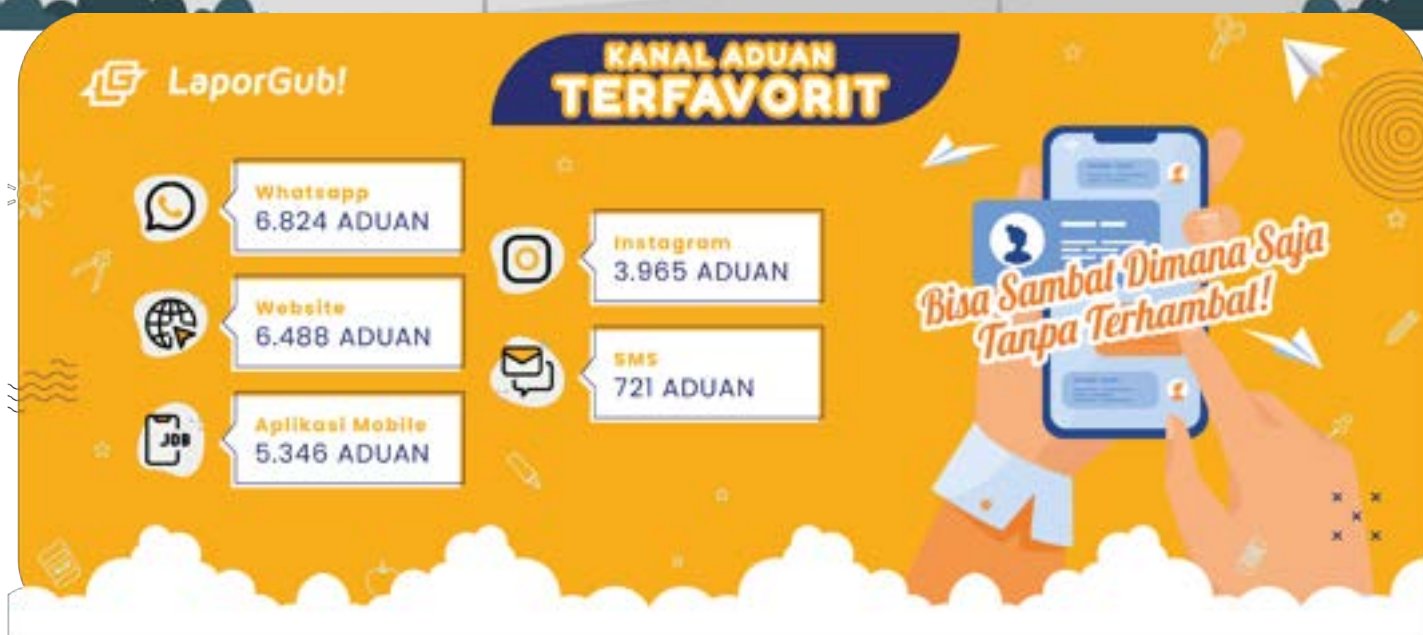 LaporGub!
KANAL ADUAN
TERFAVORIT
Whatsapp
6.824 ADUAN
Website
6.488 ADUAN
JDB
Aplikasi Mobile
5.346 ADUAN
Instagram
3.965 ADUAN
SMS
721 ADUAN
Bisa Sambat Dimana Saja
Tanpa Terhambat!